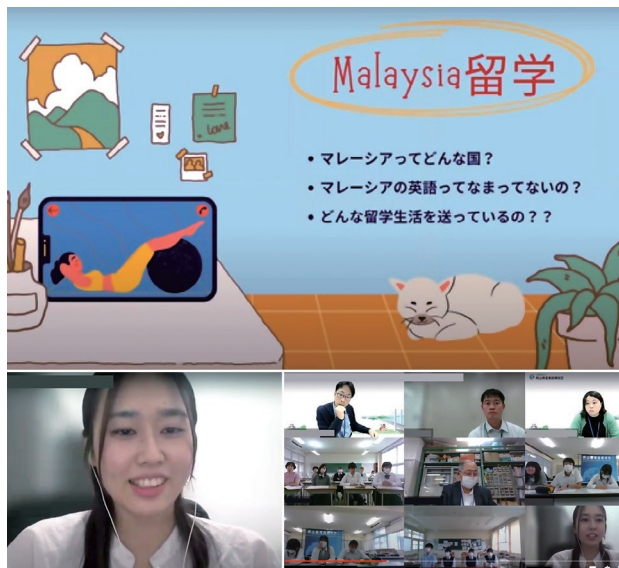 Malaysia留学
Love
• マレーシアってどんな国？
• マレーシアの英語ってなまってないの？
• どんな留学生活を送っているの？？